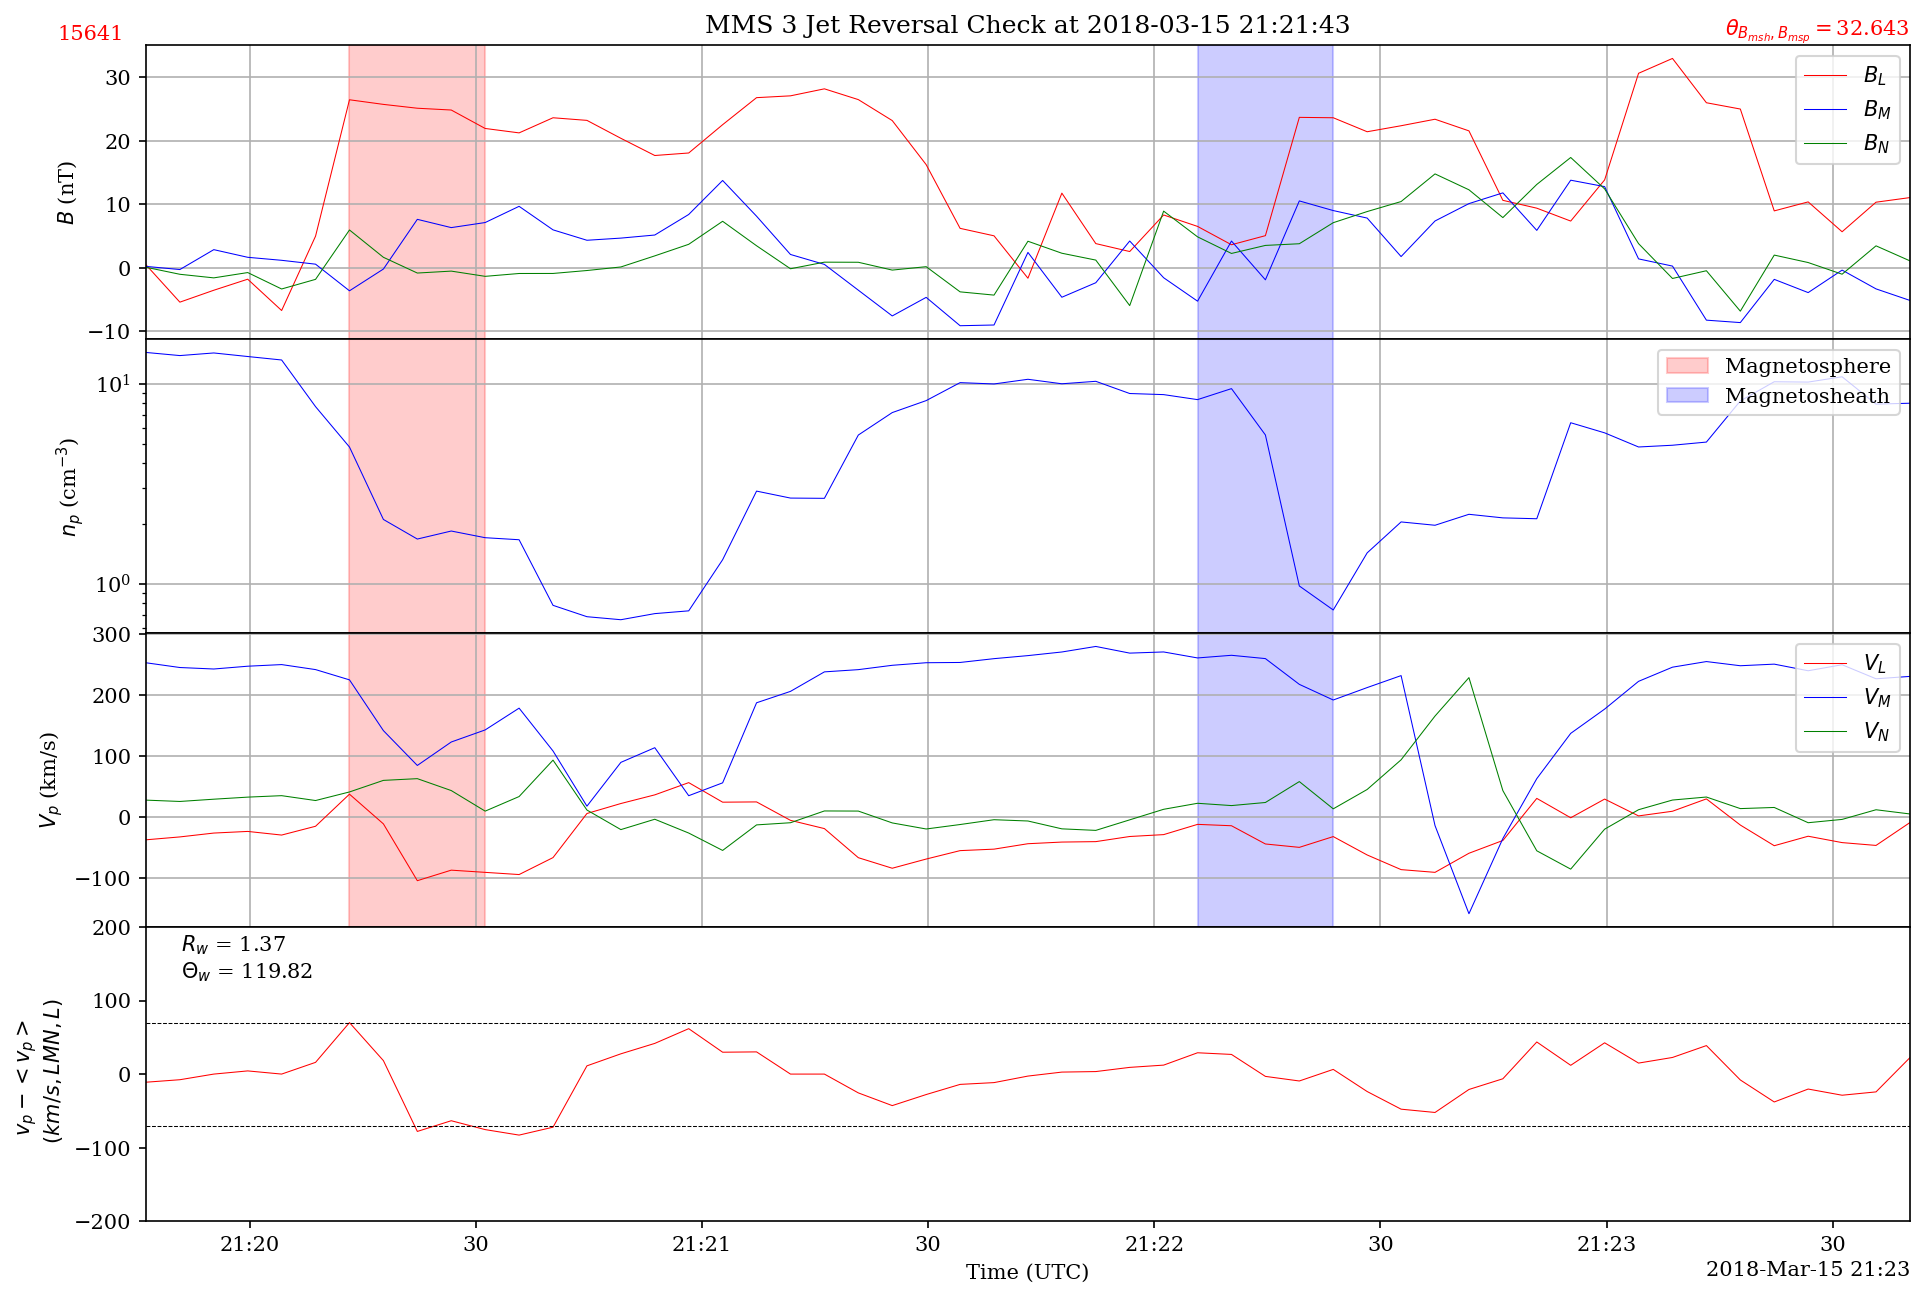 15641
MMS 3 Jet Reversal Check at 2018-03-15 21:21:43
θ_{B_{msh}, B_{msp}} = 32.643
30
20
10
0
−10
B (nT)
B_L
B_M
B_N
10^1
10^0
n_p (cm^{−3})
Magnetosphere
Magnetosheath
300
200
100
0
−100
V_p (km/s)
V_L
V_M
V_N
R_w = 1.37
Θ_w = 119.82
200
100
0
−100
−200
v_p − < v_p >
(km/s, LMN, L)
21:20
30
21:21
30
21:22
30
21:23
30
Time (UTC)
2018-Mar-15 21:23